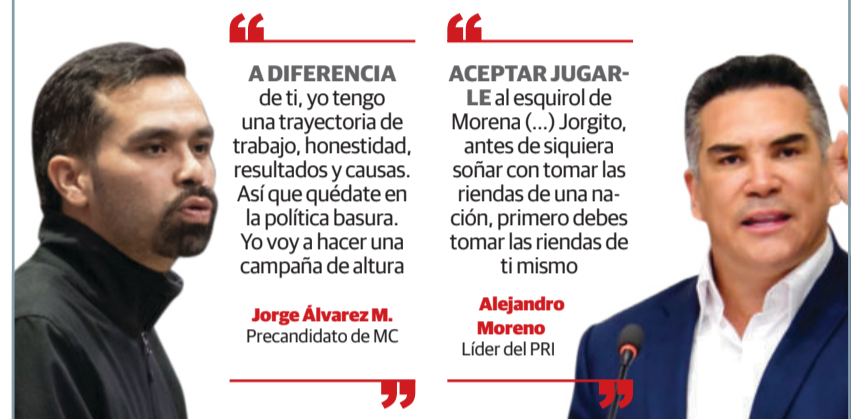 “
A DIFERENCIA
de ti, yo tengo
una trayectoria de
trabajo, honestidad,
resultados y causas.
Así que quédate en
la política basura.
Yo voy a hacer una
campaña de altura
Jorge Álvarez M.
Precandidato de MC
”
“
ACEPTAR JUGAR-
LE al esquirol de
Morena (...) Jorgito,
antes de siquiera
soñar con tomar las
riendas de una na-
ción, primero debes
tomar las riendas de
ti mismo
Alejandro
Moreno
Líder del PRI
”